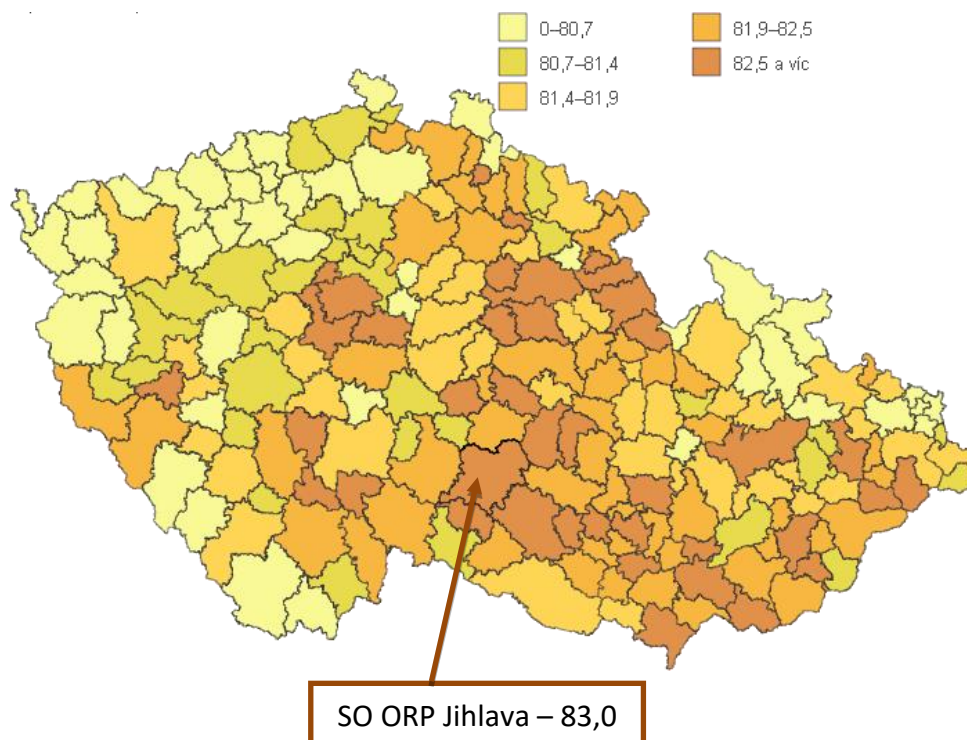 0–80,7
80,7–81,4
81,4–81,9
81,9–82,5
82,5 a víc
SO ORP Jihlava – 83,0